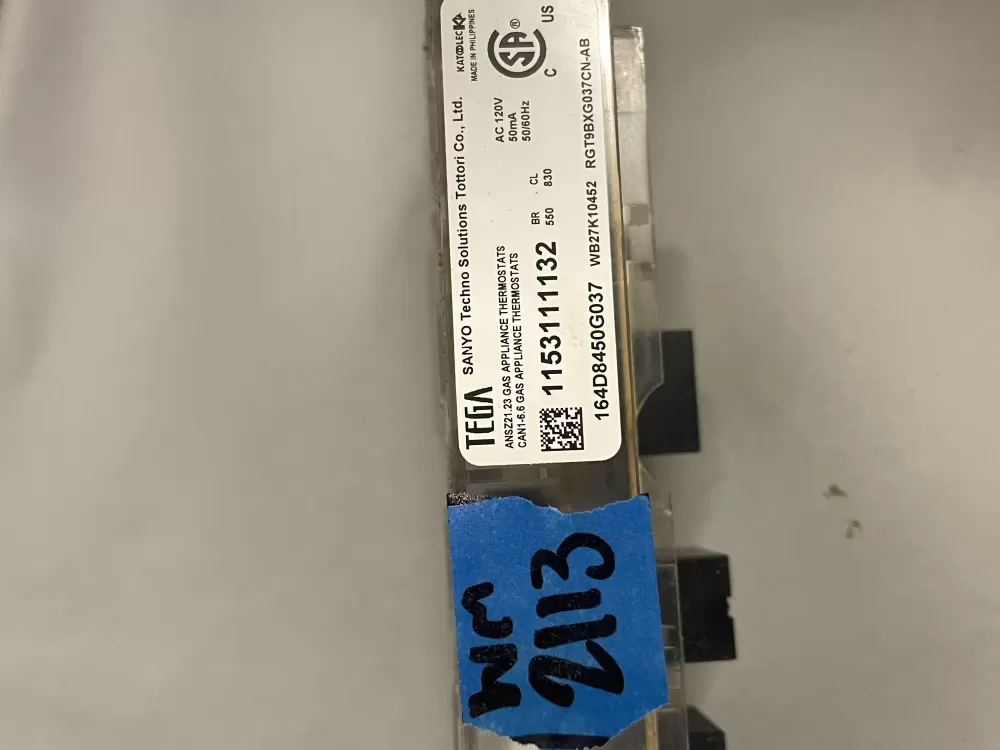 TEGA SANYO Techno Solutions Tottori Co., Ltd. KATOLEC
MADE IN PHILIPPINES
ANSZ21.23 GAS APPLIANCE THERMOSTATS
CAN1-6.6 GAS APPLIANCE THERMOSTATS
AC 120V
50mA
50/60Hz
SA ®
C US
1153111132
BR CL
550 830
164D8450G037 WB27K10452 RGT9BXG037CN-AB
2113